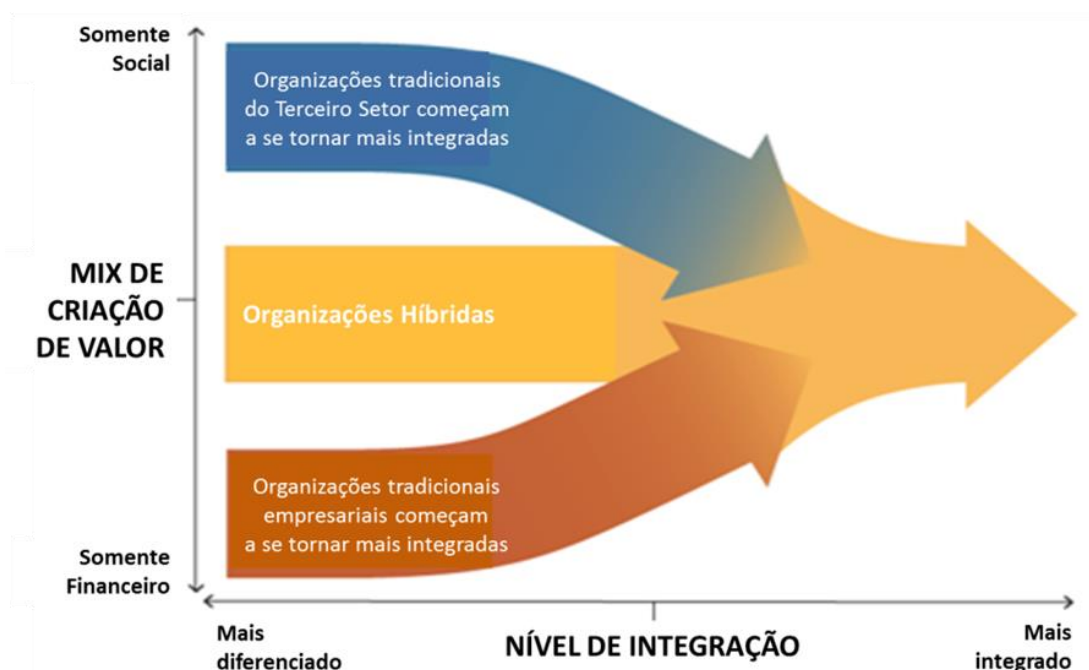 Somente
Social
Organizações tradicionais
do Terceiro Setor começam
a se tornar mais integradas
MIX DE
CRIAÇÃO
DE VALOR
Organizações Híbridas
Organizações tradicionais
empresariais começam
a se tornar mais integradas
Somente
Financeiro
Mais
diferenciado
NÍVEL DE INTEGRAÇÃO
Mais
integrado